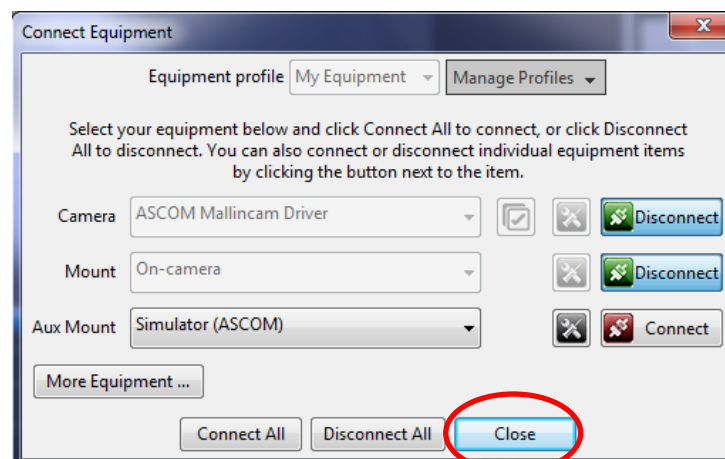 Connect Equipment
Equipment profile My Equipment Manage Profiles
Select your equipment below and click Connect All to connect, or click Disconnect
All to disconnect. You can also connect or disconnect individual equipment items
by clicking the button next to the item.
Camera ASCOM Mallincam Driver Disconnect
Mount On-camera Disconnect
Aux Mount Simulator (ASCOM) Connect
More Equipment ...
Connect All Disconnect All Close